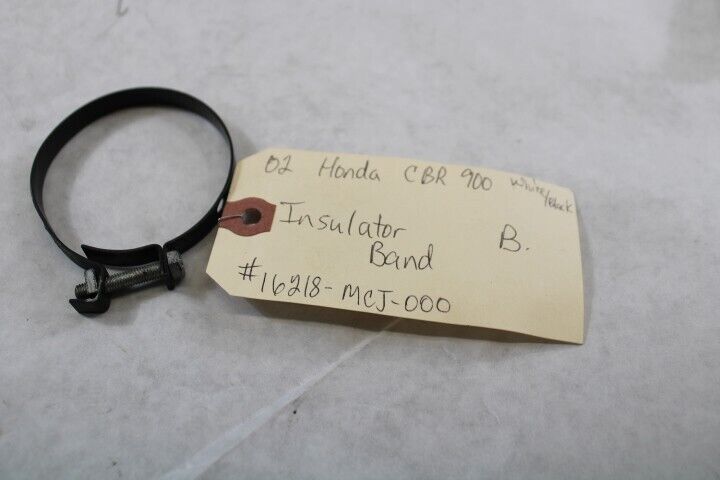 02 Honda CBR 900 White/Black
Insulator
Band
B.
#16218-MCJ-000